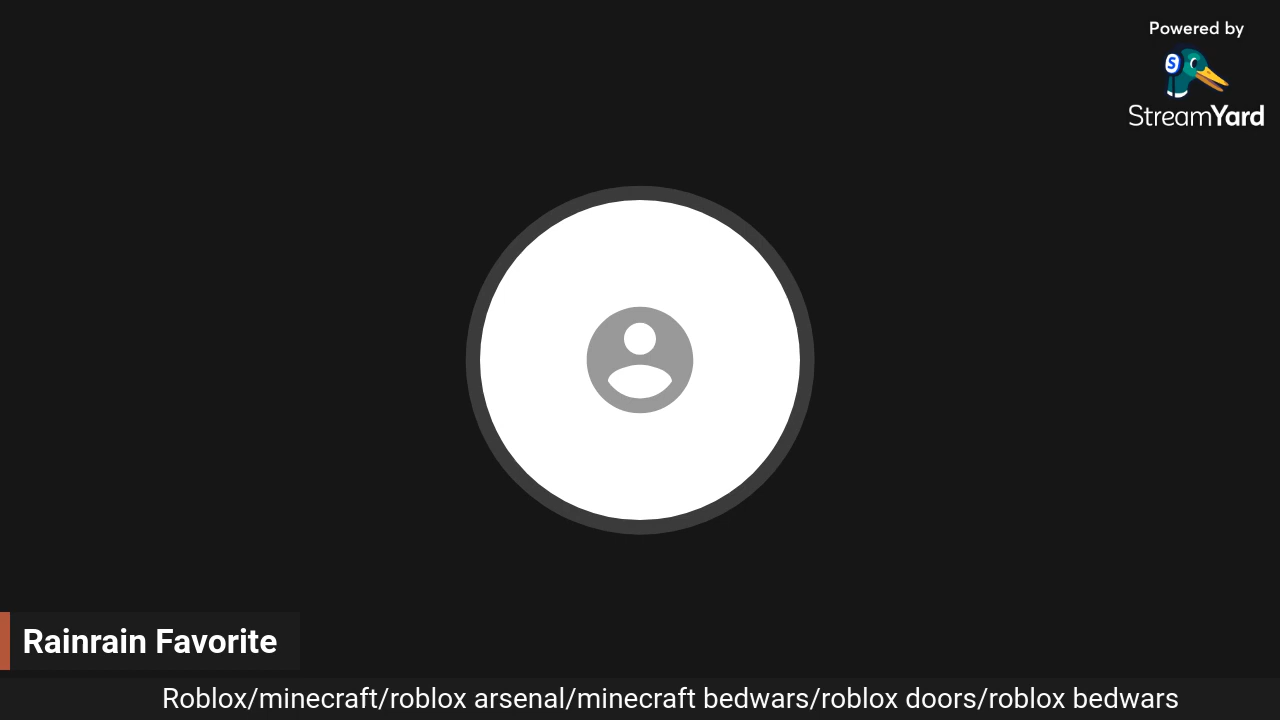 Powered by
S
StreamYard
Rainrain Favorite
Roblox/minecraft/roblox arsenal/minecraft bedwars/roblox doors/roblox bedwars